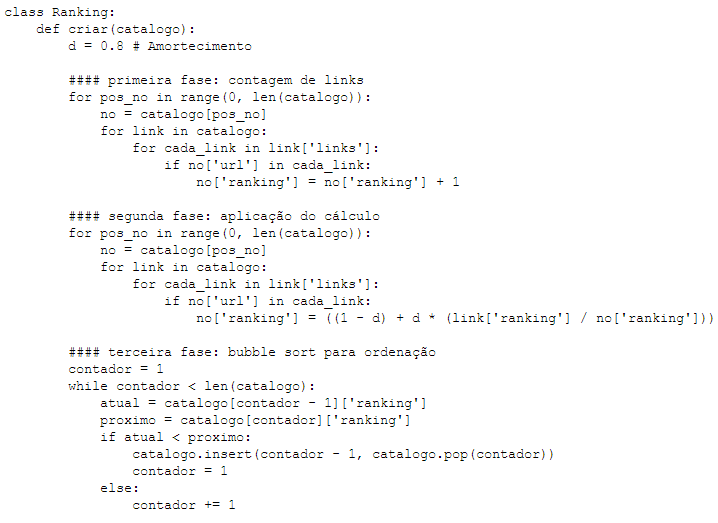 class Ranking:
    def criar(catalogo):
        d = 0.8 # Amortecimento

        #### primeira fase: contagem de links
        for pos_no in range(0, len(catalogo)):
            no = catalogo[pos_no]
            for link in catalogo:
                for cada_link in link['links']:
                    if no['url'] in cada_link:
                        no['ranking'] = no['ranking'] + 1

        #### segunda fase: aplicação do cálculo
        for pos_no in range(0, len(catalogo)):
            no = catalogo[pos_no]
            for link in catalogo:
                for cada_link in link['links']:
                    if no['url'] in cada_link:
                        no['ranking'] = ((1 - d) + d * (link['ranking'] / no['ranking']))

        #### terceira fase: bubble sort para ordenação
        contador = 1
        while contador < len(catalogo):
            atual = catalogo[contador - 1]['ranking']
            proximo = catalogo[contador]['ranking']
            if atual < proximo:
                catalogo.insert(contador - 1, catalogo.pop(contador))
                contador = 1
            else:
                contador += 1